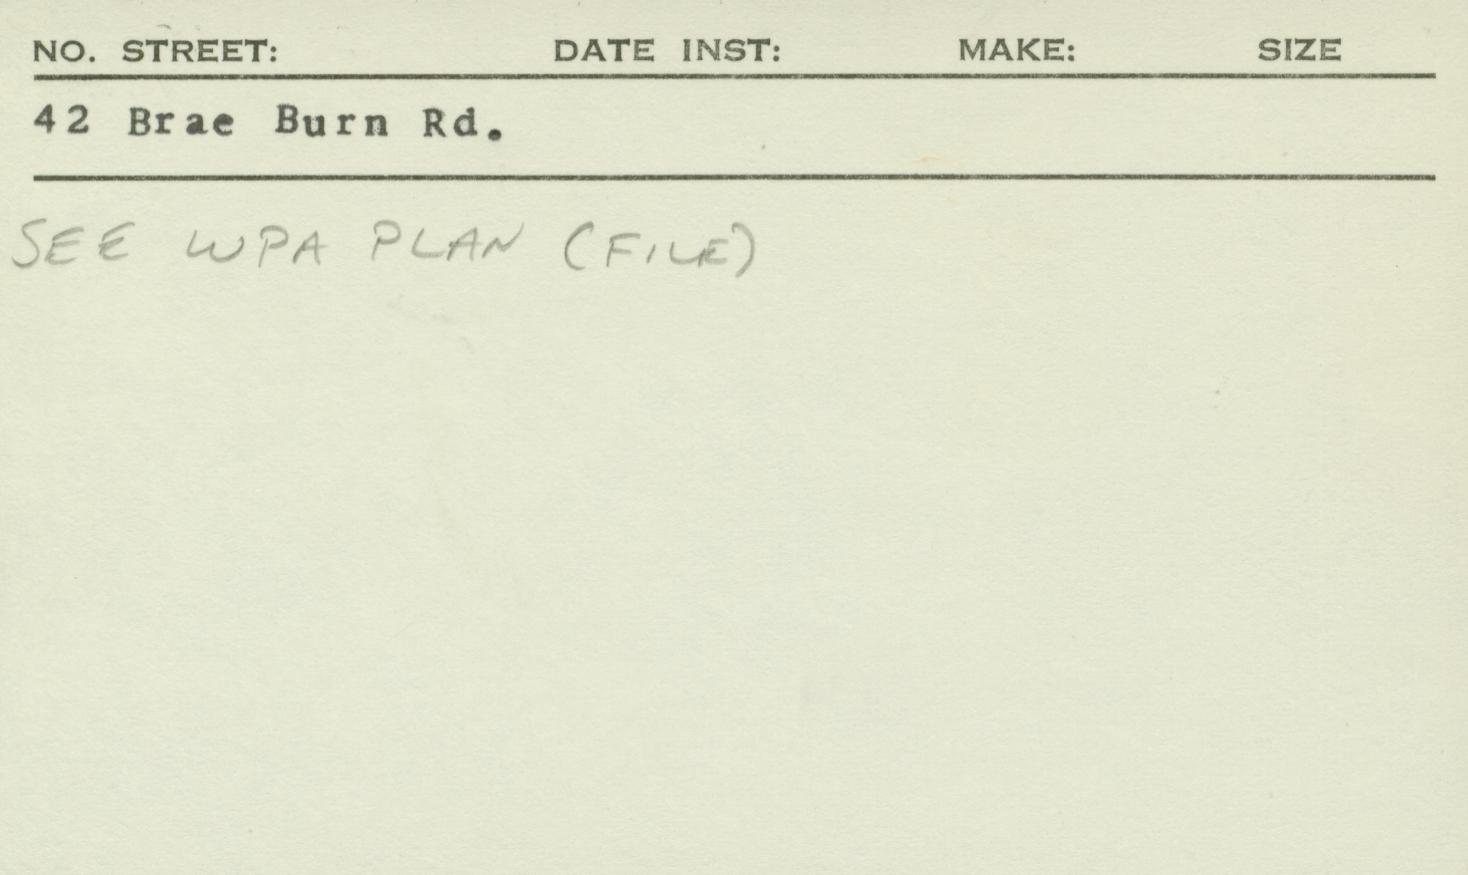 NO. STREET: DATE INST: MAKE: SIZE
42 Brae Burn Rd.
SEE WPA PLAN (FILE)